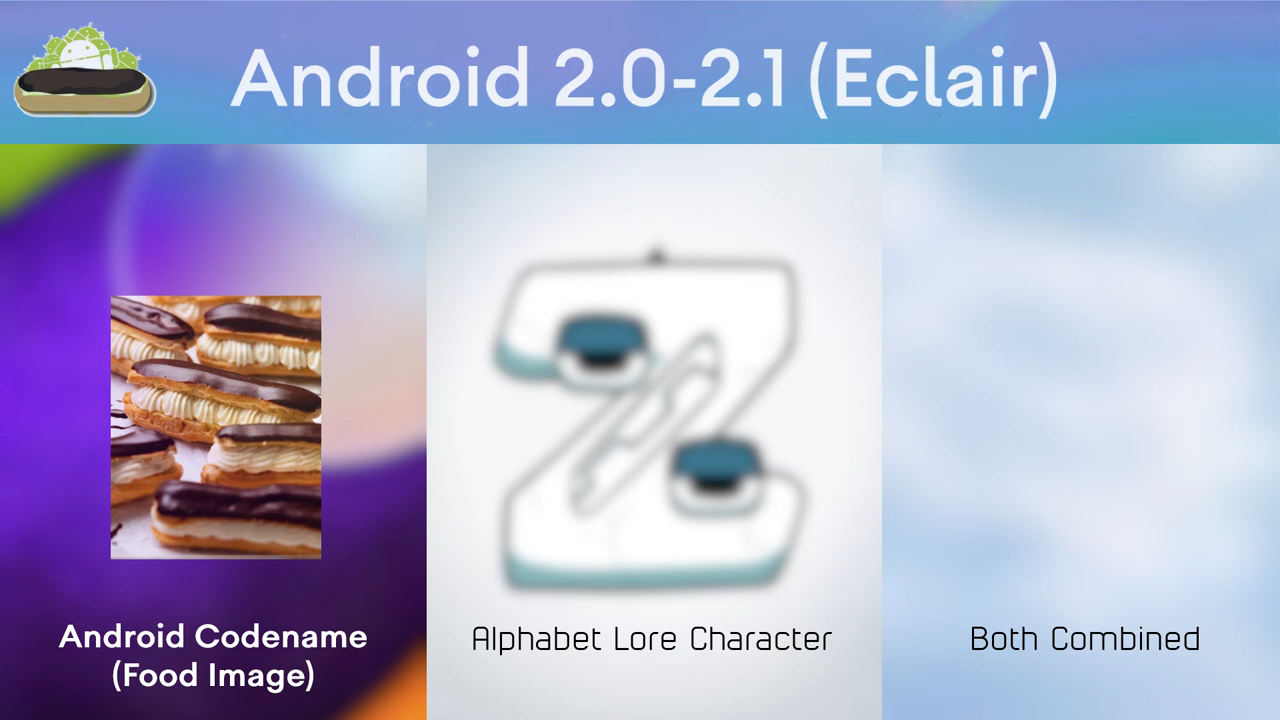 Android 2.0-2.1 (Eclair)
Android Codename
(Food Image)
Alphabet Lore Character
Both Combined